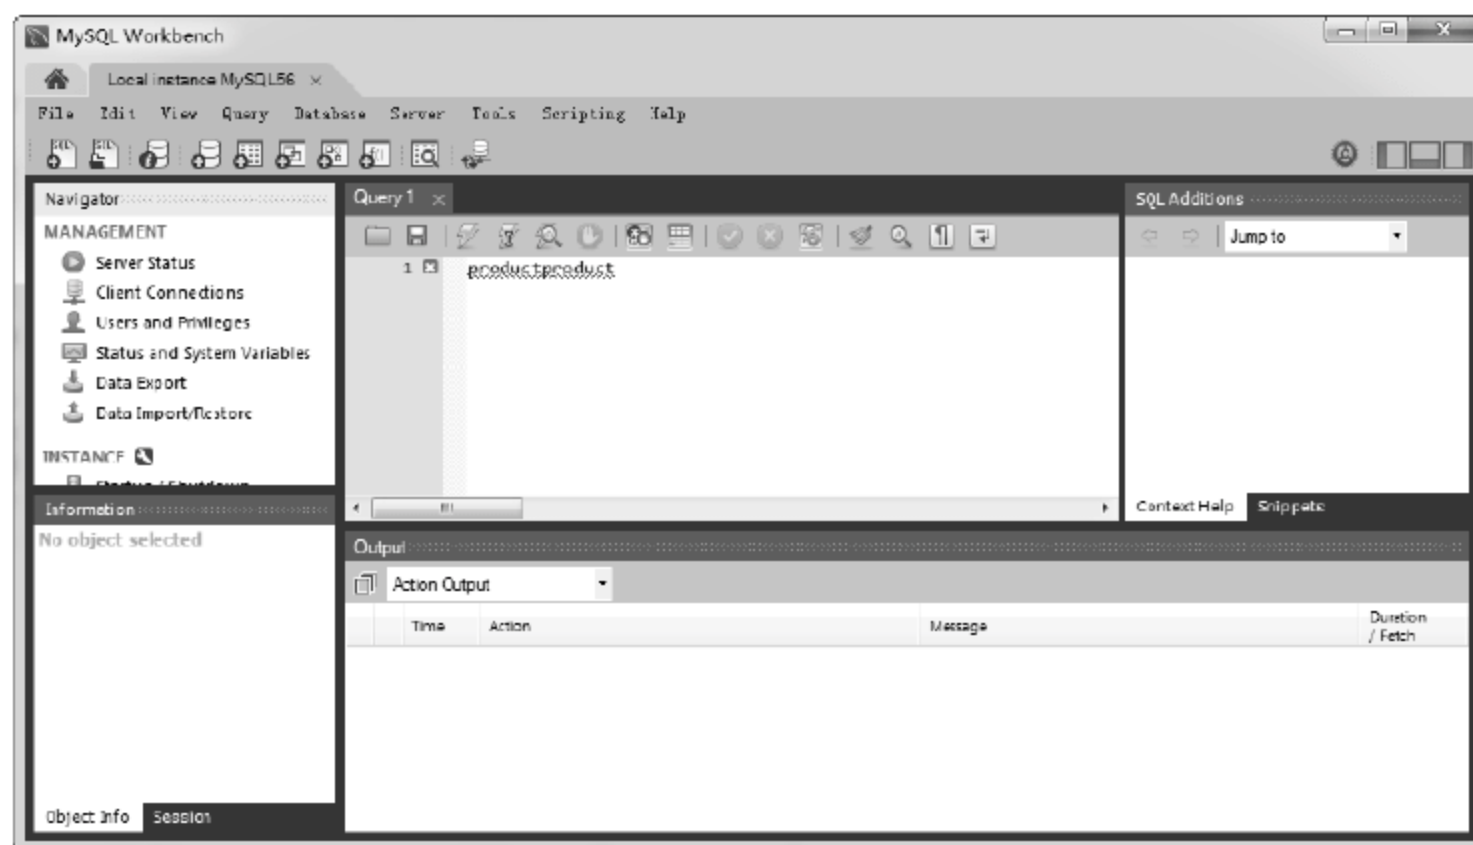 MySQL Workbench
Local instance MySQL56
File Edit View Query Database Server Tools Scripting Help
Navigator
MANAGEMENT
Server Status
Client Connections
Users and Privileges
Status and System Variables
Data Export
Data Import/Restore
INSTANCE
Startup / Shutdown
Information
No object selected
Object Info Session
Query 1
1 productproduct
SQL Additions
Jump to
Context Help Snippets
Output
Action Output
Time Action Message Duration / Fetch